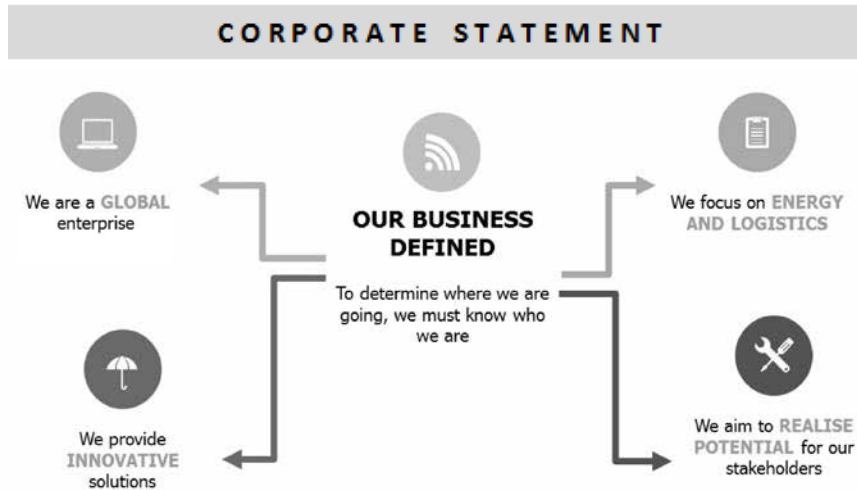 CORPORATE STATEMENT
We are a GLOBAL
enterprise
OUR BUSINESS
DEFINED
To determine where we are
going, we must know who
we are
We focus on ENERGY
AND LOGISTICS
We provide
INNOVATIVE
solutions
We aim to REALISE
POTENTIAL for our
stakeholders